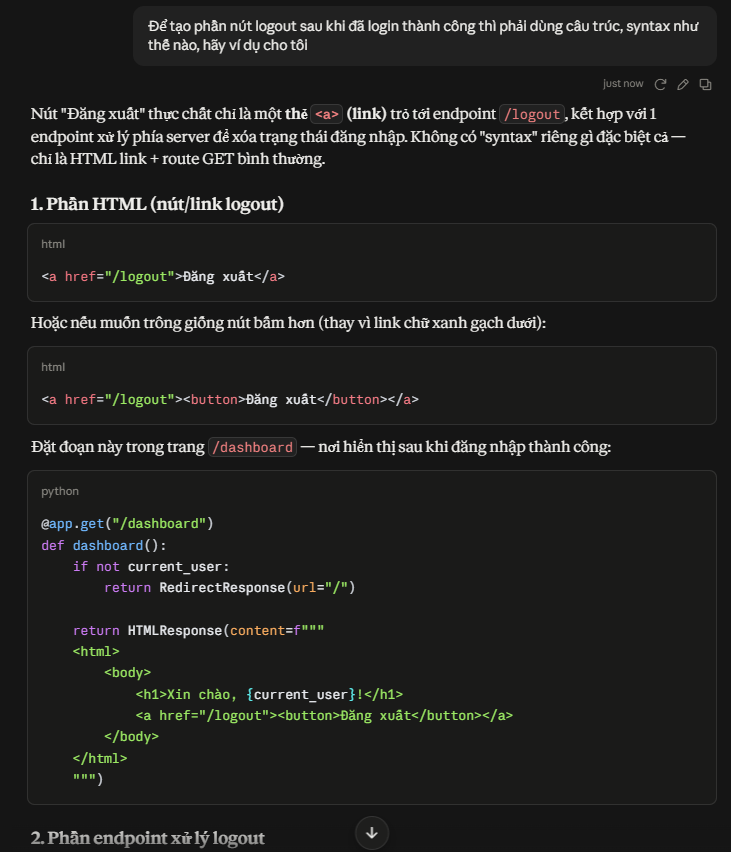 Để tạo phần nút logout sau khi đã login thành công thì phải dùng cấu trúc, syntax như
thế nào, hãy ví dụ cho tôi
just now
Nút "Đăng xuất" thực chất chỉ là một thẻ <a> (link) trỏ tới endpoint /logout, kết hợp với 1
endpoint xử lý phía server để xóa trạng thái đăng nhập. Không có "syntax" riêng gì đặc biệt cả —
chỉ là HTML link + route GET bình thường.
1. Phần HTML (nút/link logout)
html
<a href="/logout">Đăng xuất</a>
Hoặc nếu muốn trông giống nút bấm hơn (thay vì link chữ xanh gạch dưới):
html
<a href="/logout"><button>Đăng xuất</button></a>
Đặt đoạn này trong trang /dashboard — nơi hiển thị sau khi đăng nhập thành công:
python
@app.get("/dashboard")
def dashboard():
    if not current_user:
        return RedirectResponse(url="/")

    return HTMLResponse(content=f"""
    <html>
        <body>
            <h1>Xin chào, {current_user}!</h1>
            <a href="/logout"><button>Đăng xuất</button></a>
        </body>
    </html>
    """)
2. Phần endpoint xử lý logout